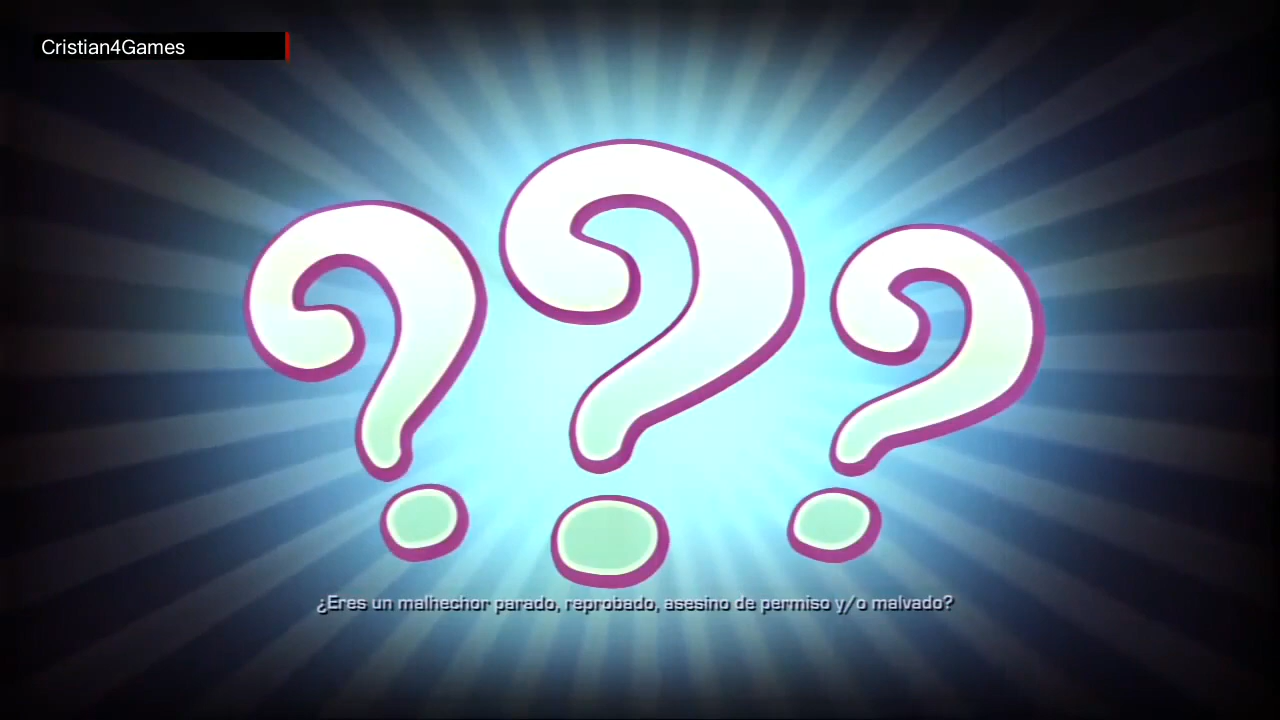 Cristian4Games
???
¿Eres un malhechor parado, reprobado, asesino de permiso y/o malvado?